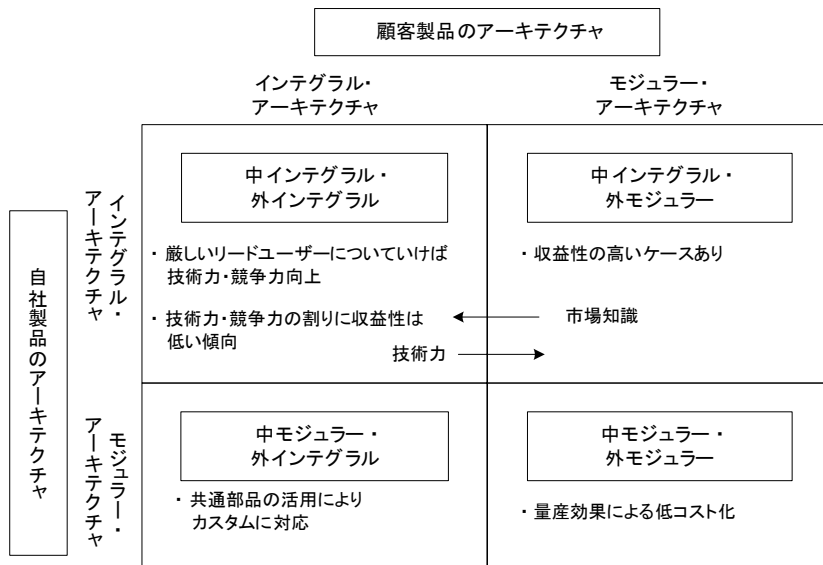 顧客製品のアーキテクチャ
インテグラル・
アーキテクチャ
モジュラー・
アーキテクチャ
自社製品のアーキテクチャ
インテグラル・
アーキテクチャ
中インテグラル・
外インテグラル
・ 厳しいリードユーザーについていけば
技術力・競争力向上
・ 技術力・競争力の割りに収益性は
低い傾向
中インテグラル・
外モジュラー
・ 収益性の高いケースあり
市場知識
技術力
モジュラー・
アーキテクチャ
中モジュラー・
外インテグラル
・ 共通部品の活用により
カスタムに対応
中モジュラー・
外モジュラー
・ 量産効果による低コスト化